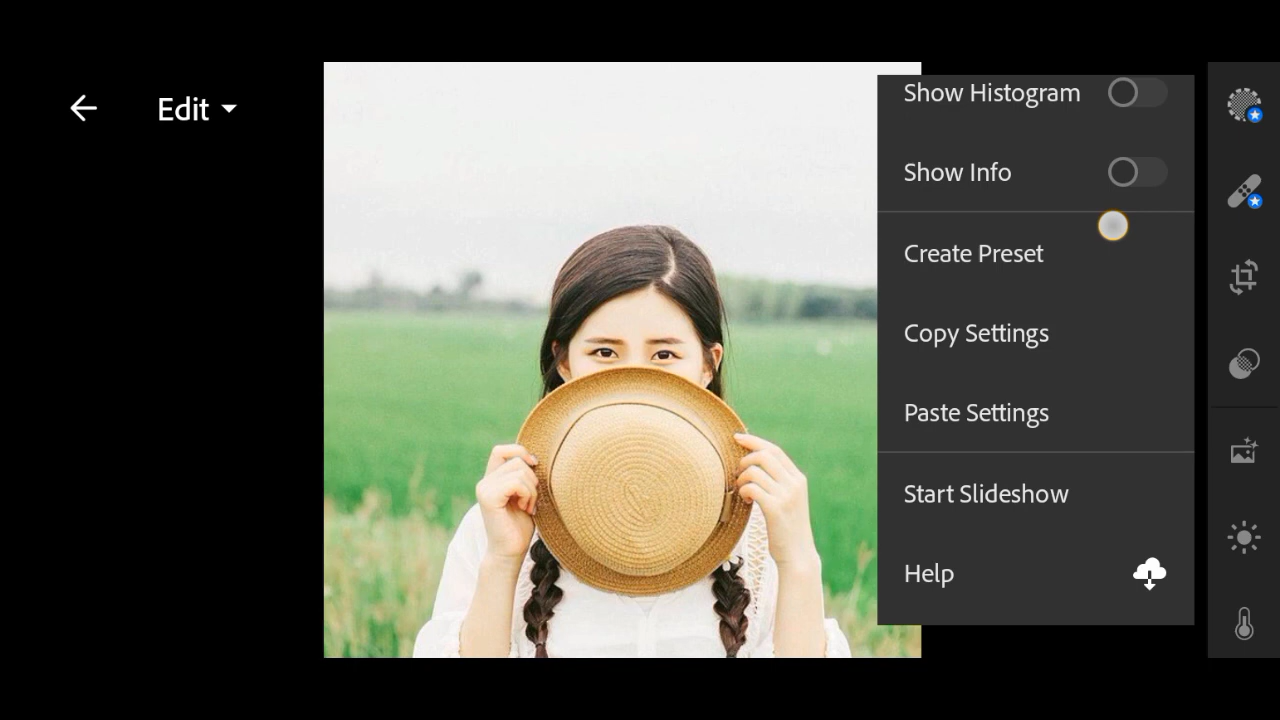 Edit
Show Histogram
Show Info
Create Preset
Copy Settings
Paste Settings
Start Slideshow
Help